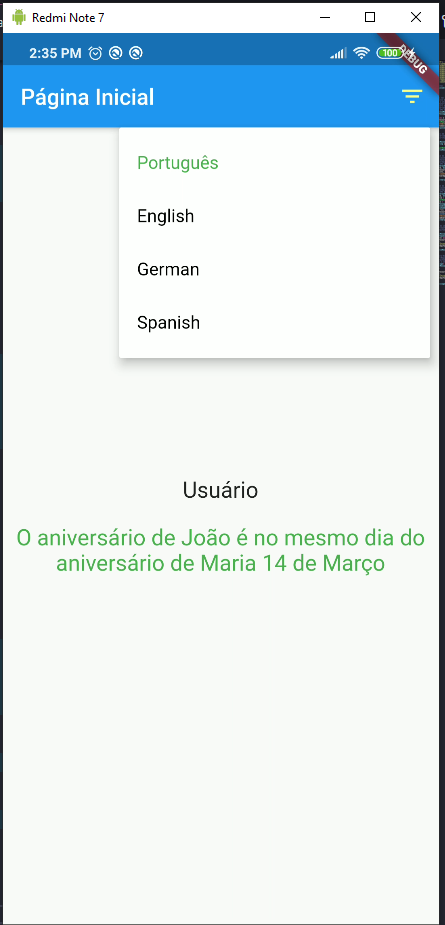 Redmi Note 7
2:35 PM
100
DEBUG
Página Inicial
Português
English
German
Spanish
Usuário
O aniversário de João é no mesmo dia do
aniversário de Maria 14 de Março